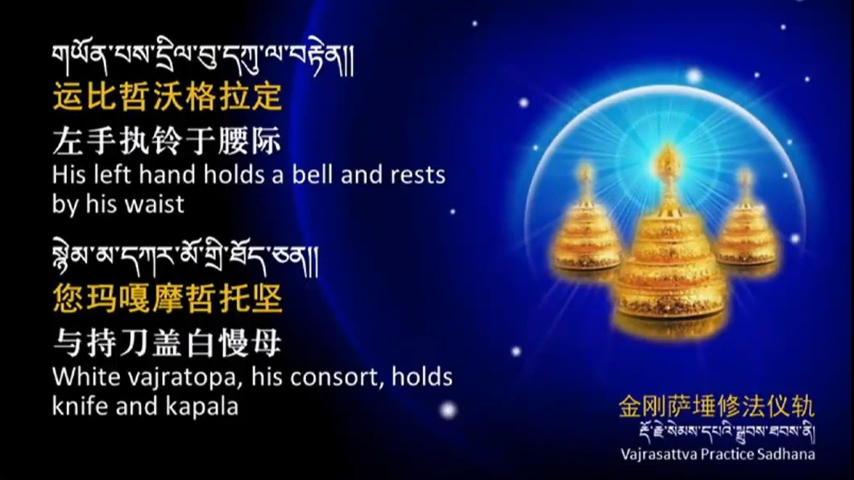 གཡོན་པས་དྲིལ་བུ་དཀུ་ལ་བརྟེན།།
运比哲沃格拉定
左手执铃于腰际
His left hand holds a bell and rests
by his waist
སྙེམ་མ་དཀར་མོ་གྲི་ཐོད་ཅན།།
您玛嘎摩哲托坚
与持刀盖白慢母
White vajratopa, his consort, holds
knife and kapala
金刚萨埵修法仪轨
རྡོ་རྗེ་སེམས་དཔའི་སྒྲུབས་ཐབས་ནི།
Vajrasattva Practice Sadhana